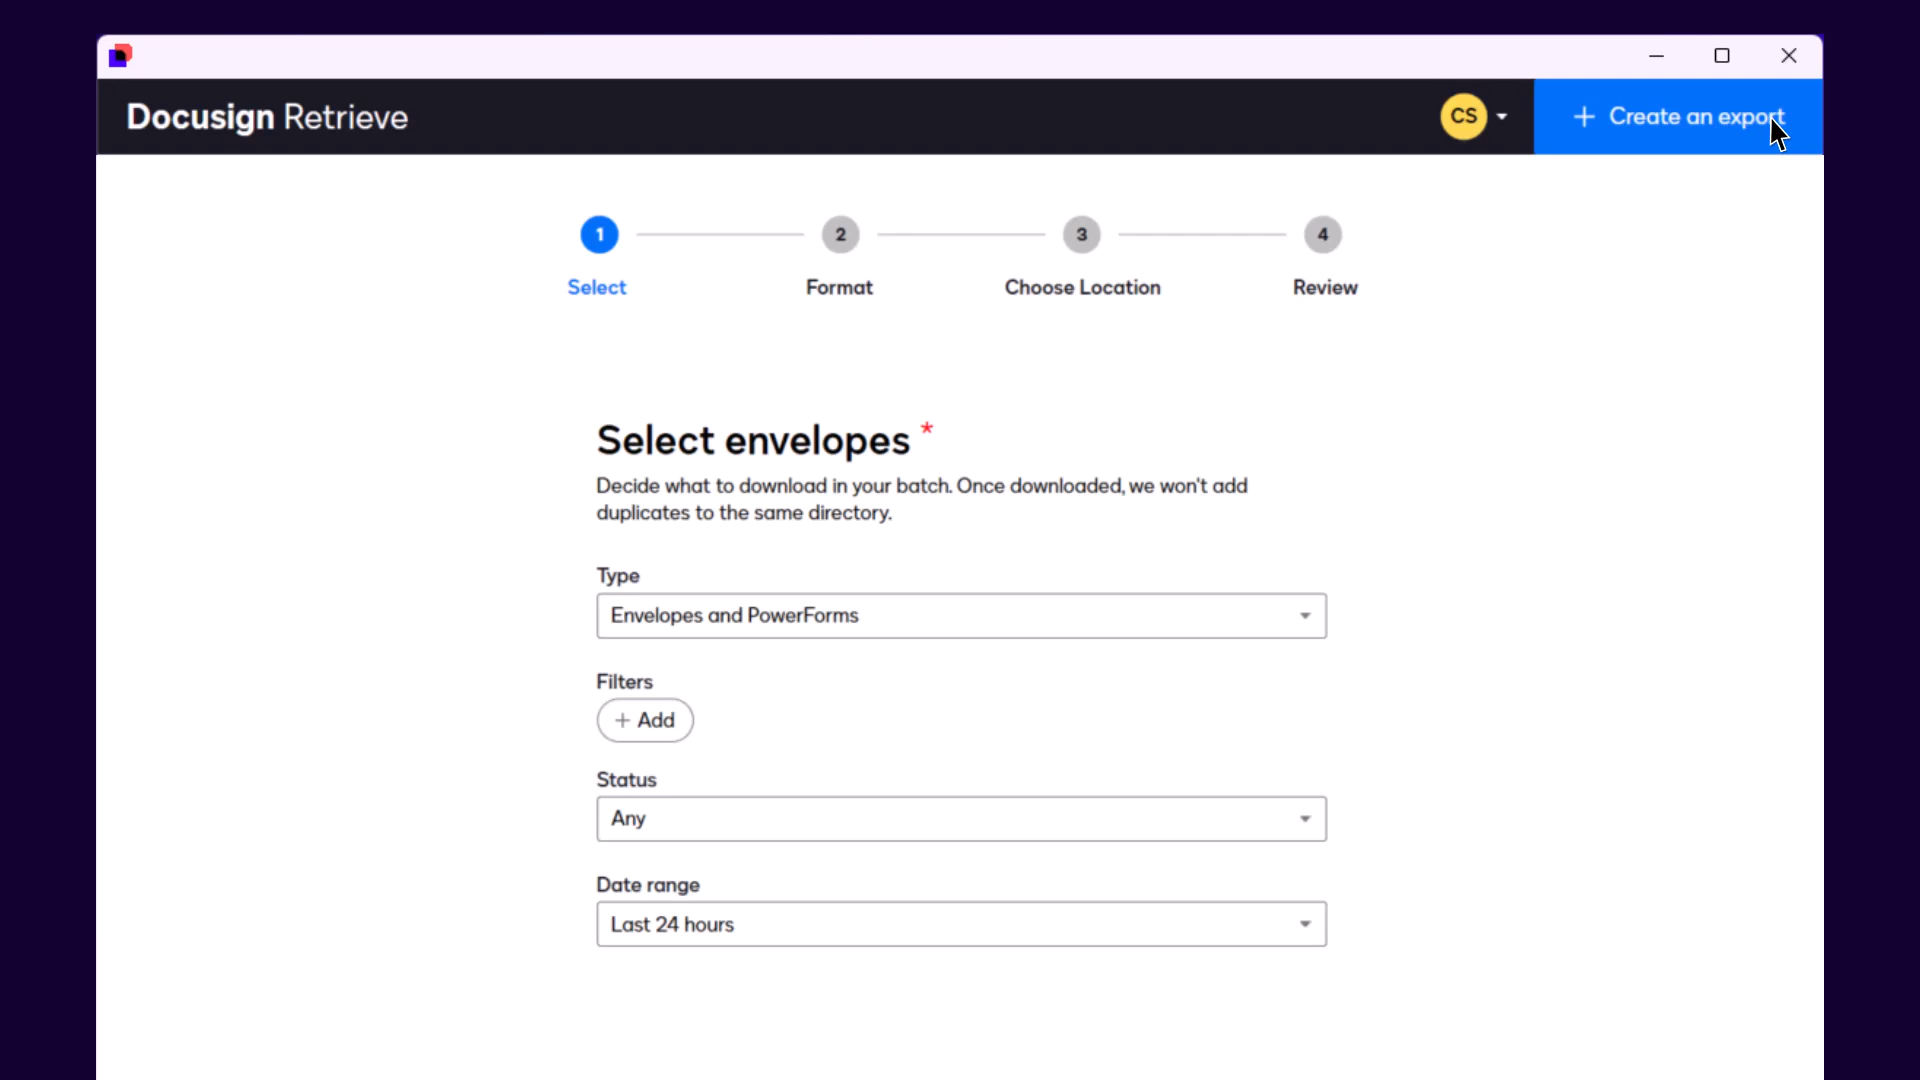 Docusign Retrieve
CS
+ Create an export
1
2
3
4
Select
Format
Choose Location
Review
Select envelopes *
Decide what to download in your batch. Once downloaded, we won't add
duplicates to the same directory.
Type
Envelopes and PowerForms
Filters
+ Add
Status
Any
Date range
Last 24 hours